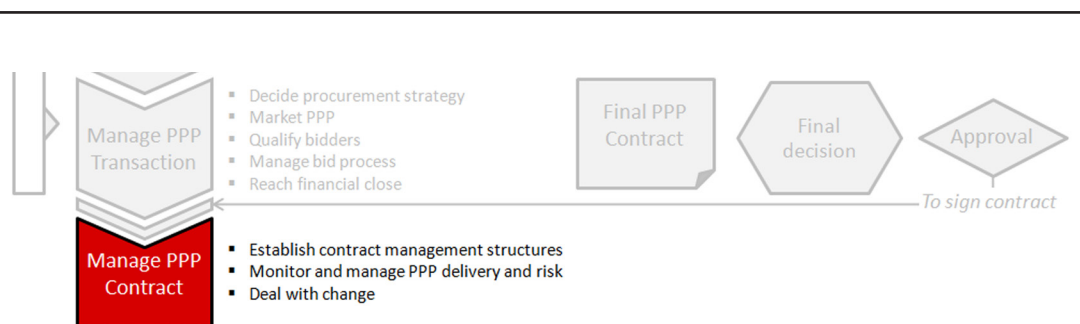 Manage PPP
Transaction
▪ Decide procurement strategy
▪ Market PPP
▪ Qualify bidders
▪ Manage bid process
▪ Reach financial close
Final PPP
Contract
Final
decision
Approval
To sign contract
Manage PPP
Contract
▪ Establish contract management structures
▪ Monitor and manage PPP delivery and risk
▪ Deal with change